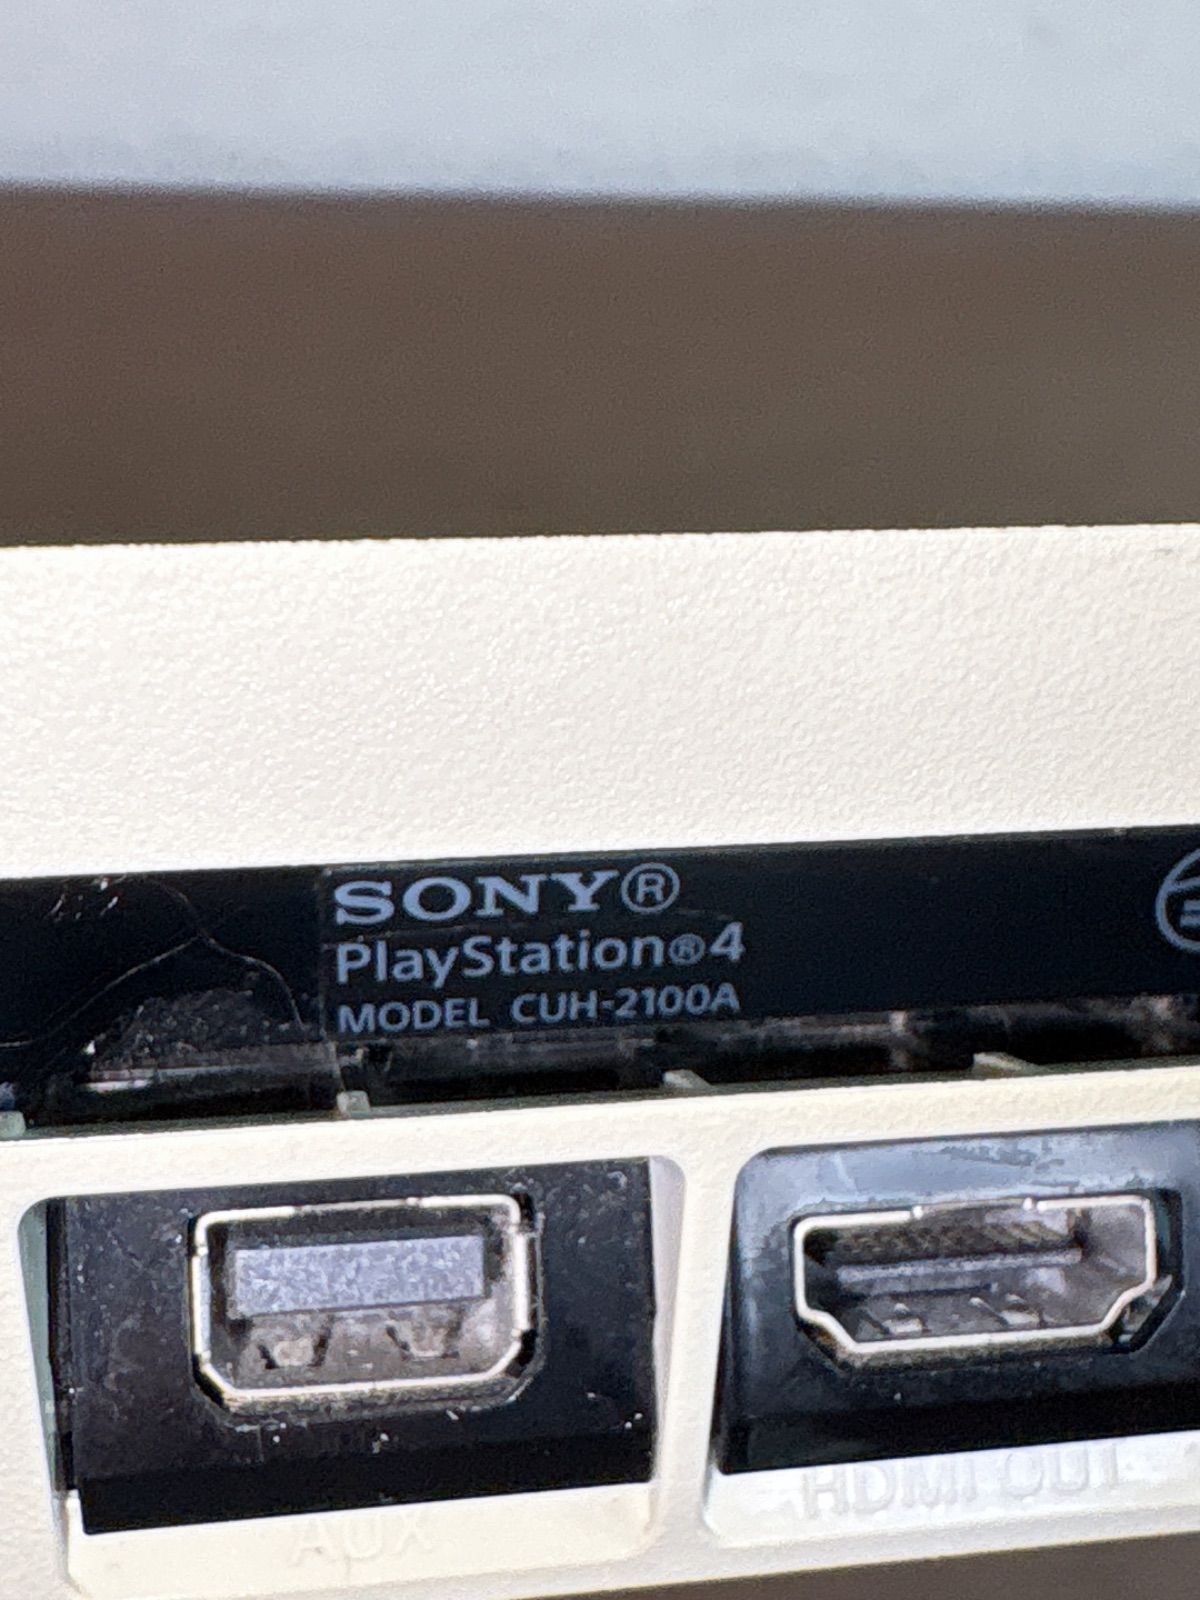 SONY®
PlayStation®4
MODEL CUH-2100A
AUX
HDMI OUT